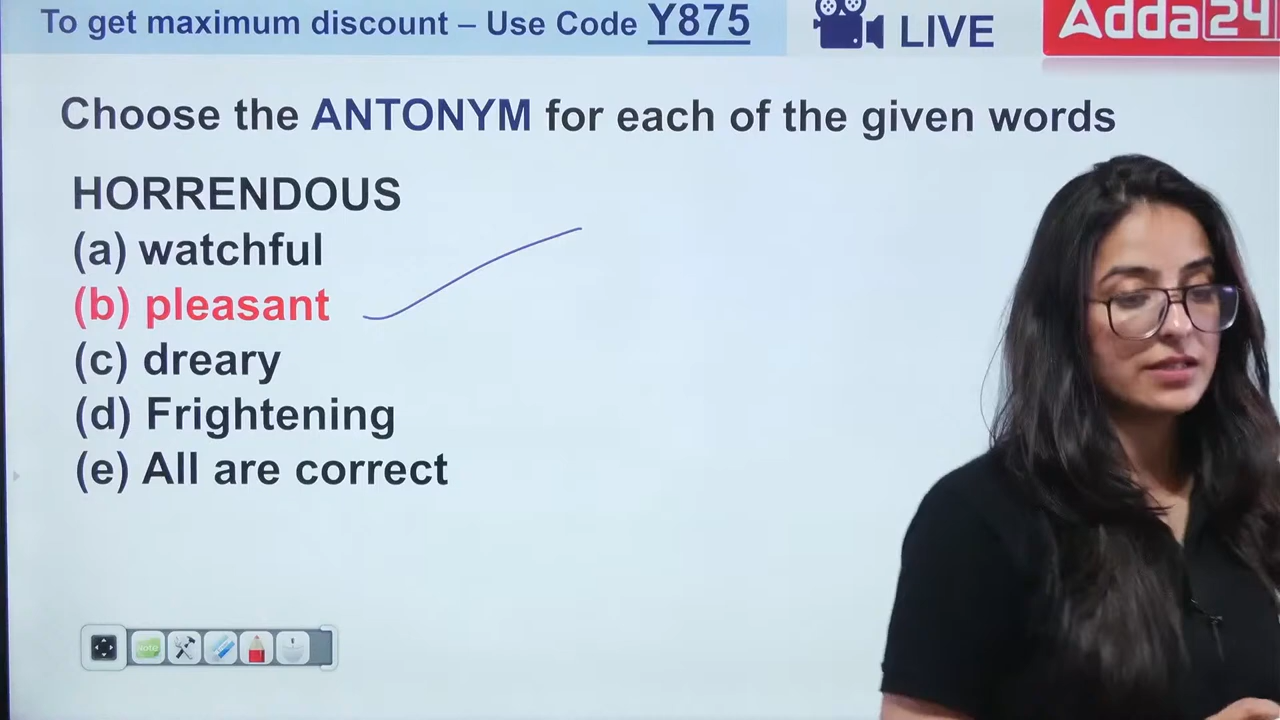 To get maximum discount – Use Code Y875
LIVE
Adda24
Choose the ANTONYM for each of the given words
HORRENDOUS
(a) watchful
(b) pleasant
(c) dreary
(d) Frightening
(e) All are correct
Note